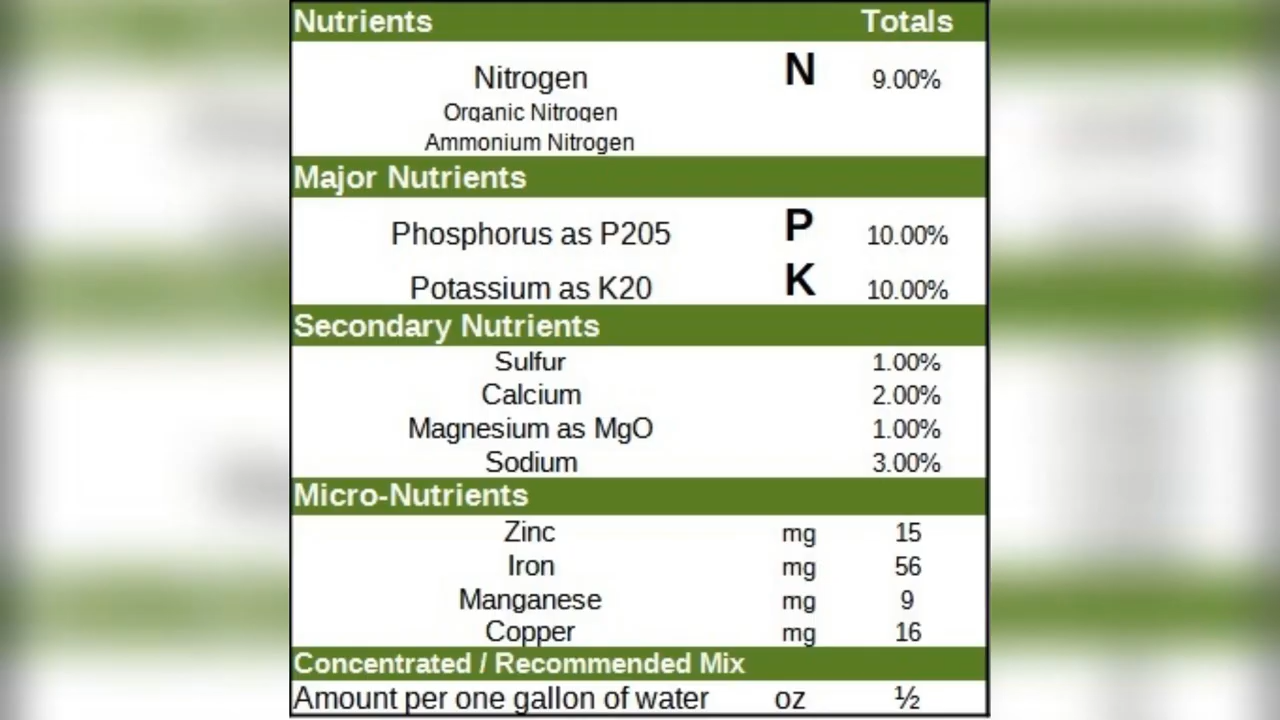 Nutrients Totals
Nitrogen N 9.00%
Organic Nitrogen
Ammonium Nitrogen
Major Nutrients
Phosphorus as P205 P 10.00%
Potassium as K20 K 10.00%
Secondary Nutrients
Sulfur 1.00%
Calcium 2.00%
Magnesium as MgO 1.00%
Sodium 3.00%
Micro-Nutrients
Zinc mg 15
Iron mg 56
Manganese mg 9
Copper mg 16
Concentrated / Recommended Mix
Amount per one gallon of water oz ½